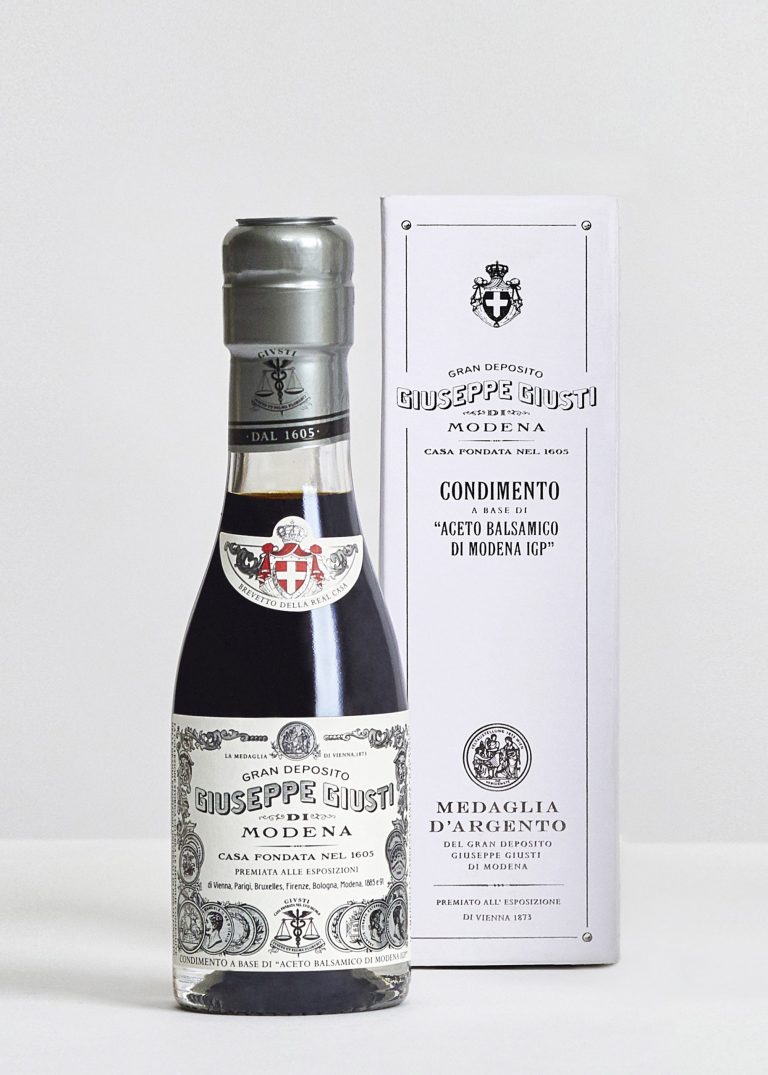 GIVSTI
·DAL 1605·
BREVETTO DELLA REAL CASA
LA MEDAGLIA DI VIENNA 1873
GRAN DEPOSITO
GIUSEPPE GIUSTI
DI
MODENA
CASA FONDATA NEL 1605
PREMIATA ALLE ESPOSIZIONI
di Vienna, Parigi, Bruxelles, Firenze, Bologna, Modena, 1885 e 91
GIVSTI
CONDIMENTO A BASE DI "ACETO BALSAMICO DI MODENA IGP"
GRAN DEPOSITO
GIUSEPPE GIUSTI
DI
MODENA
CASA FONDATA NEL 1605
CONDIMENTO
A BASE DI
“ACETO BALSAMICO
DI MODENA IGP”
MEDAGLIA
D'ARGENTO
DEL GRAN DEPOSITO
GIUSEPPE GIUSTI
DI MODENA
PREMIATO ALL' ESPOSIZIONE
DI VIENNA 1873